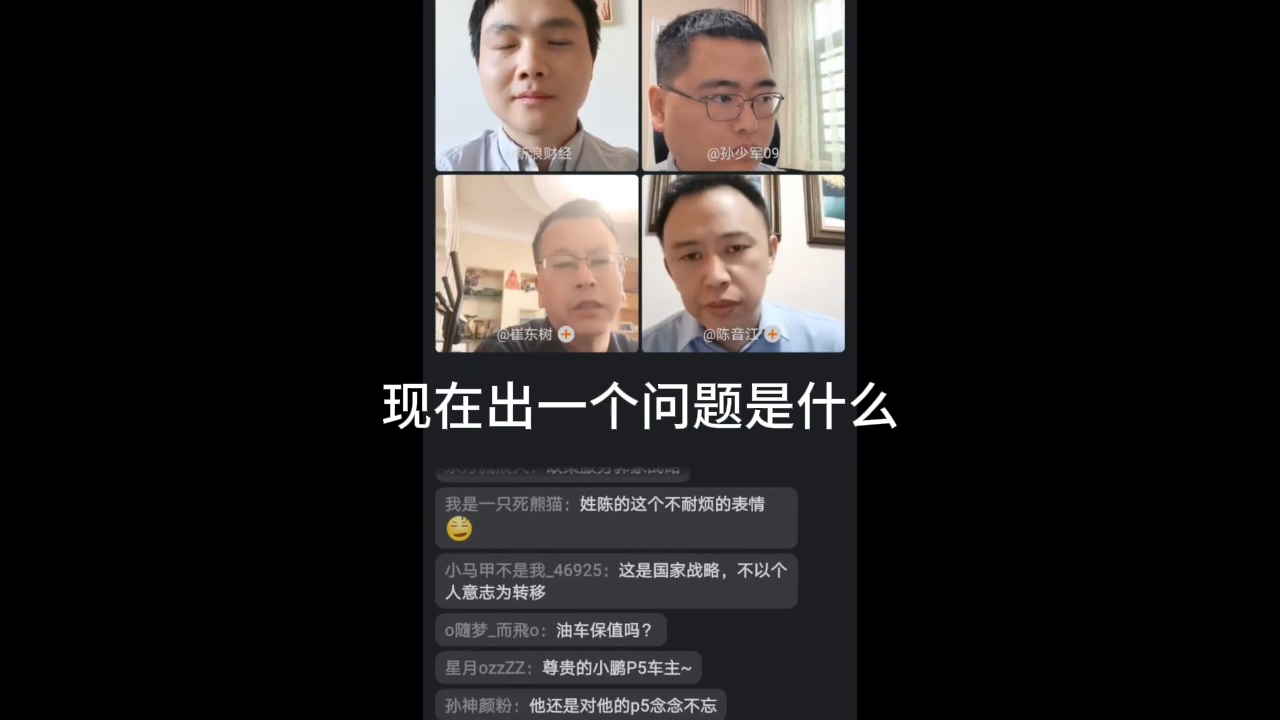 新浪财经
@孙少军09
@崔东树
@陈音江
现在出一个问题是什么
我是一只死熊猫：姓陈的这个不耐烦的表情
小马甲不是我_46925：这是国家战略，不以个
人意志为转移
o隨梦_而飛o：油车保值吗？
星月ozzZZ：尊贵的小鹏P5车主~
孙神颜粉：他还是对他的p5念念不忘